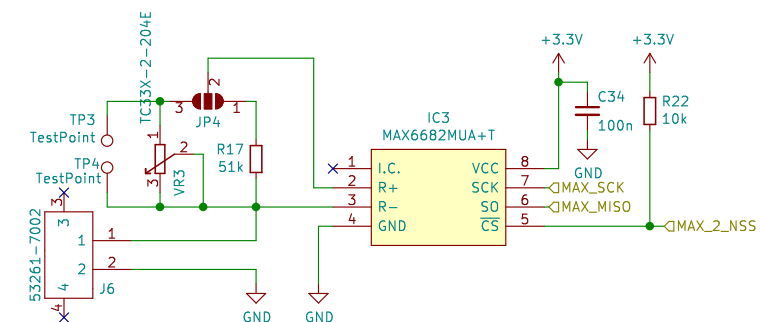 TC33X-2-204E
+3.3V
+3.3V
2
3
1
JP4
TP3
TestPoint
C34
100n
R22
10k
IC3
MAX6682MUA+T
1
2
3
VR3
R17
51k
GND
TP4
TestPoint
1
I.C.
VCC
8
2
R+
SCK
7
MAX_SCK
3
R-
SO
6
MAX_MISO
4
GND
CS
5
MAX_2_NSS
53261-7002
3
3
1
1
2
2
4
4
J6
GND
GND